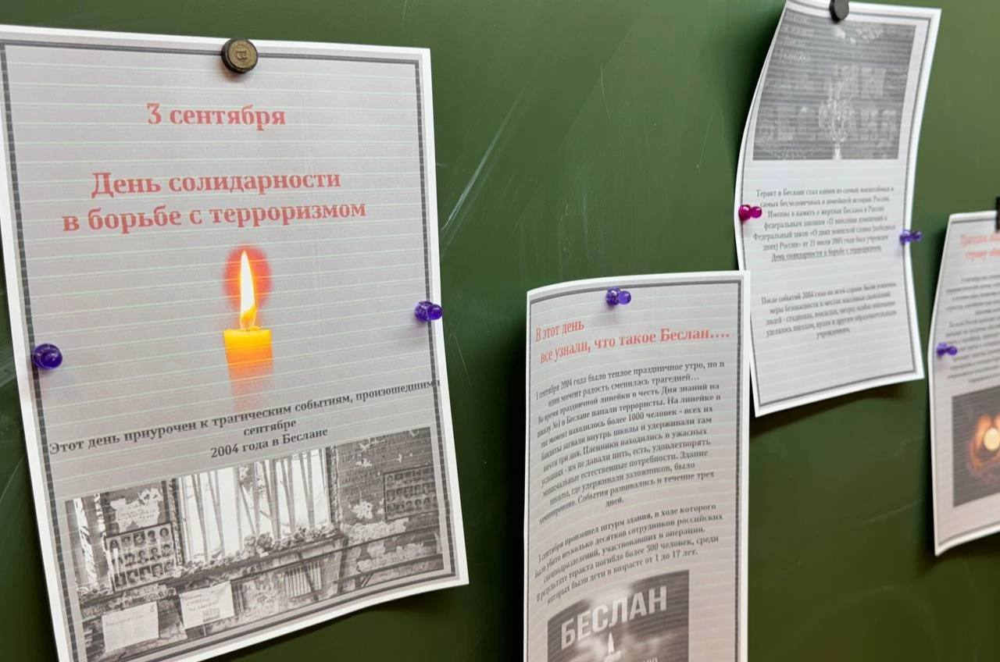 3 сентября
День солидарности
в борьбе с терроризмом
Этот день приурочен к трагическим событиям, произошедшим
сентябре
2004 года в Беслане
В этот день
все узнали, что такое Беслан....
1 сентября 2004 года было теплое праздничное утро, но в
один момент радость сменилась трагедией…
Во время праздничной линейки в честь Дня знаний на
школу №1 в Беслане напали террористы. На линейке в
тот момент находилось более 1000 человек - всех их
бандиты загнали внутрь школы и удерживали там
почти три дня. Пленники находились в ужасных
условиях - им не давали пить, есть, удовлетворять
минимальные естественные потребности. Здание
школы, где удерживали заложников, было
заминировано. События развивались в течение трех
дней.
3 сентября произошел штурм здания, в ходе которого
было убито несколько десятков сотрудников российских
спецподразделений, участвовавших в операции.
В результате теракта погибло более 300 человек, среди
которых были дети в возрасте от 1 до 17 лет.
БЕСЛАН
Теракт в Беслане стал одним из самых масштабных и
самых бесчеловечных в новейшей истории России.
Именно в память о жертвах Беслана в России
федеральным законом «О внесении изменений в
Федеральный закон «О днях воинской славы (победных
днях) России» от 21 июля 2005 года был учрежден
День солидарности в борьбе с терроризмом.
После событий 2004 года по всей стране были усилены
меры безопасности в местах массовых скоплений
людей - стадионах, вокзалах, метро; особое внимание
уделялось школам, вузам и другим образовательным
учреждениям.